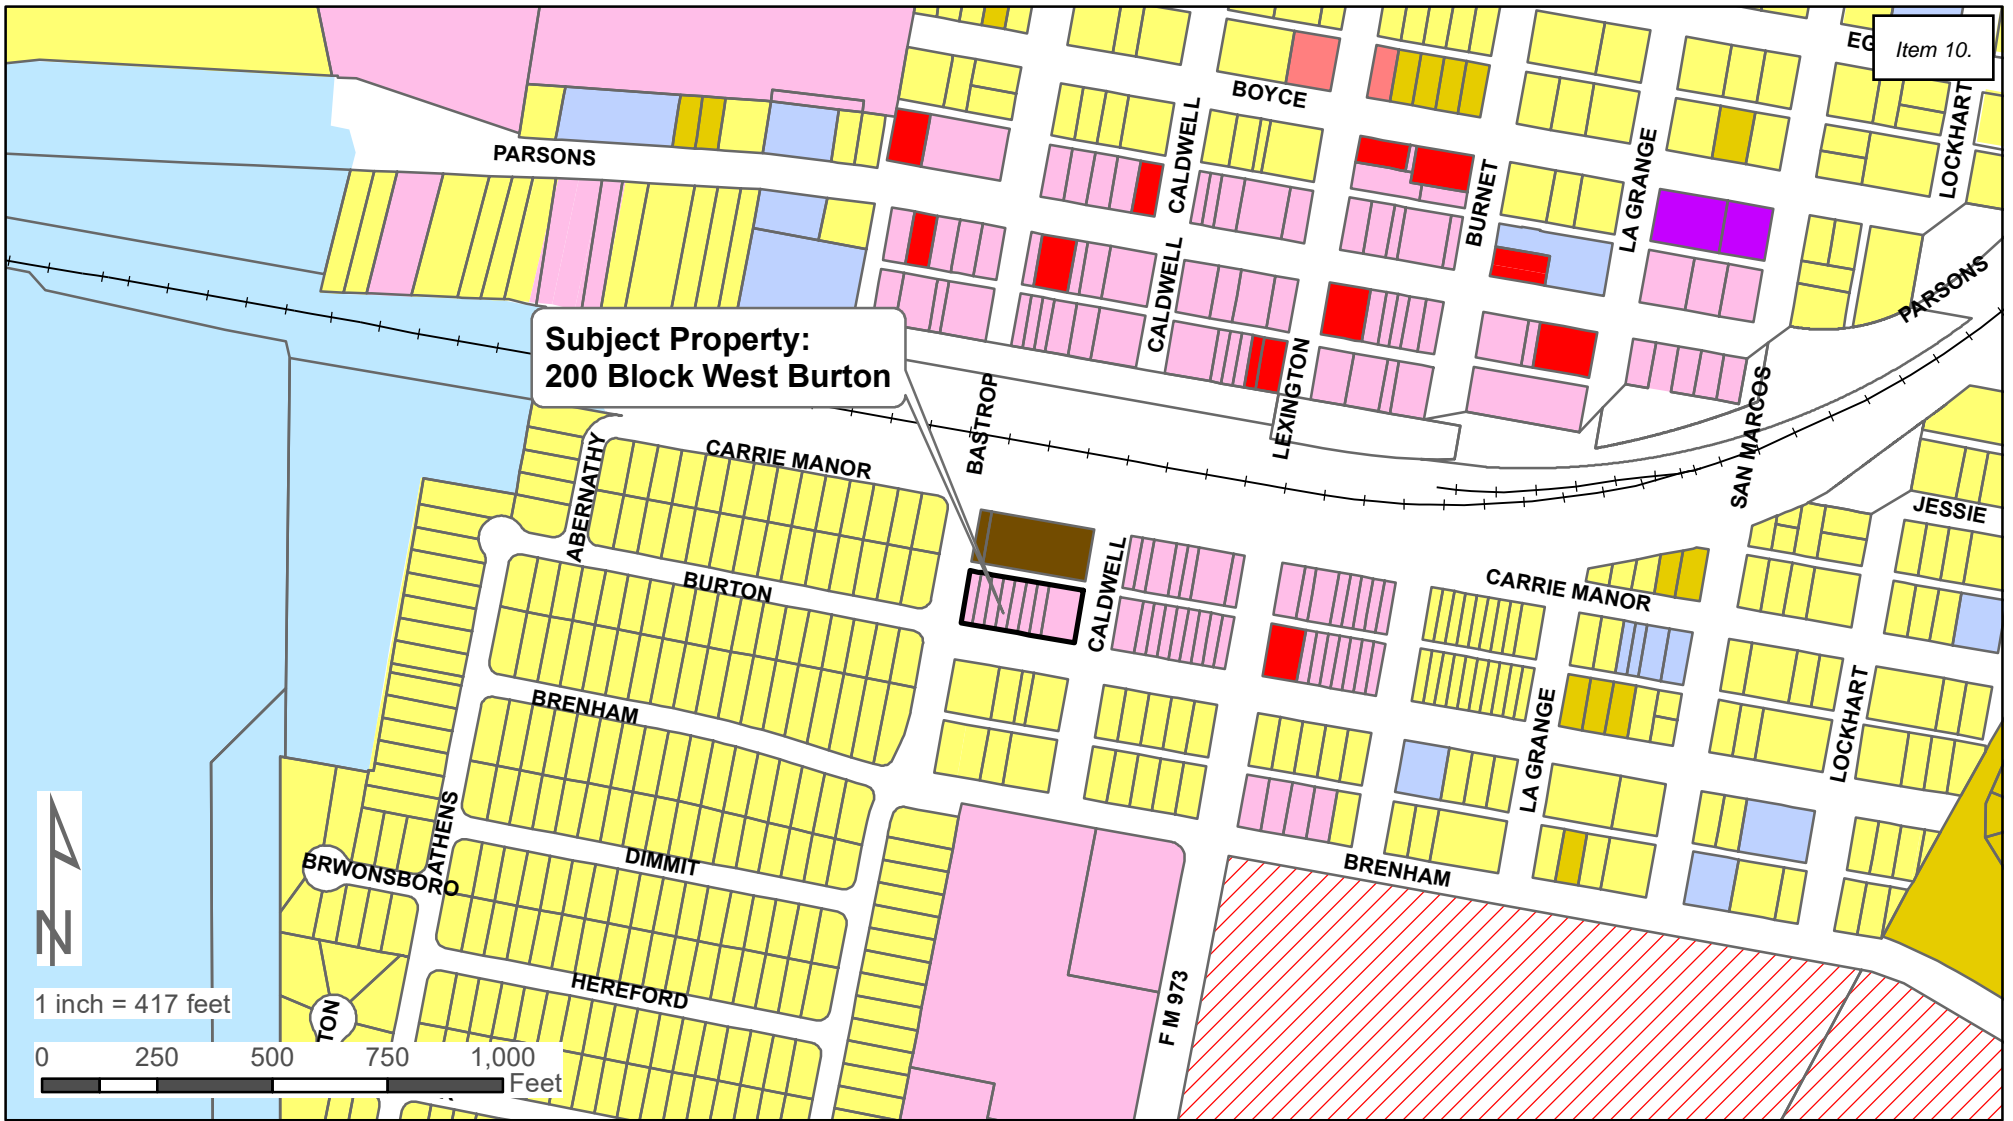 Item 10.
EG
BOYCE
PARSONS
CALDWELL
LOCKHART
LA GRANGE
BURNET
CALDWELL
PARSONS
Subject Property:
200 Block West Burton
BASTROP
LEXINGTON
SAN MARCOS
CARRIE MANOR
ABERNATHY
JESSIE
BURTON
CALDWELL
CARRIE MANOR
BRENHAM
LA GRANGE
LOCKHART
ATHENS
DIMMIT
BRWONSBORO
BRENHAM
HEREFORD
F M 973
TON
N
1 inch = 417 feet
0 250 500 750 1,000
Feet